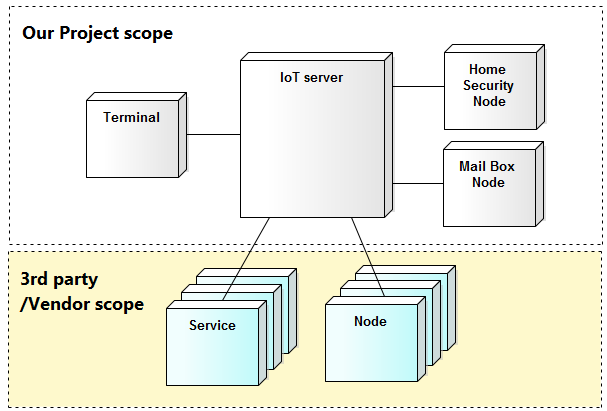 Our Project scope
IoT server
Terminal
Home
Security
Node
Mail Box
Node
3rd party
/Vendor scope
Service
Node